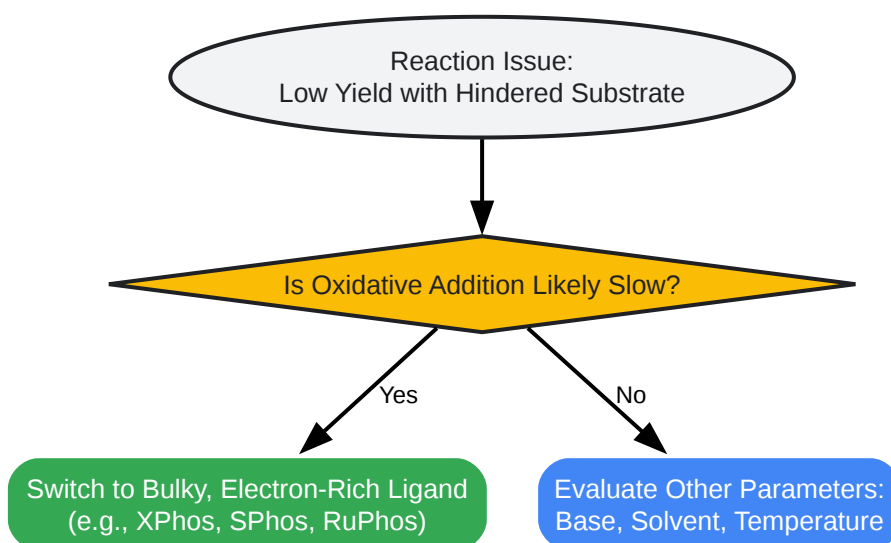 Reaction Issue:
Low Yield with Hindered Substrate
Is Oxidative Addition Likely Slow?
Yes
No
Switch to Bulky, Electron-Rich Ligand
(e.g., XPhos, SPhos, RuPhos)
Evaluate Other Parameters:
Base, Solvent, Temperature